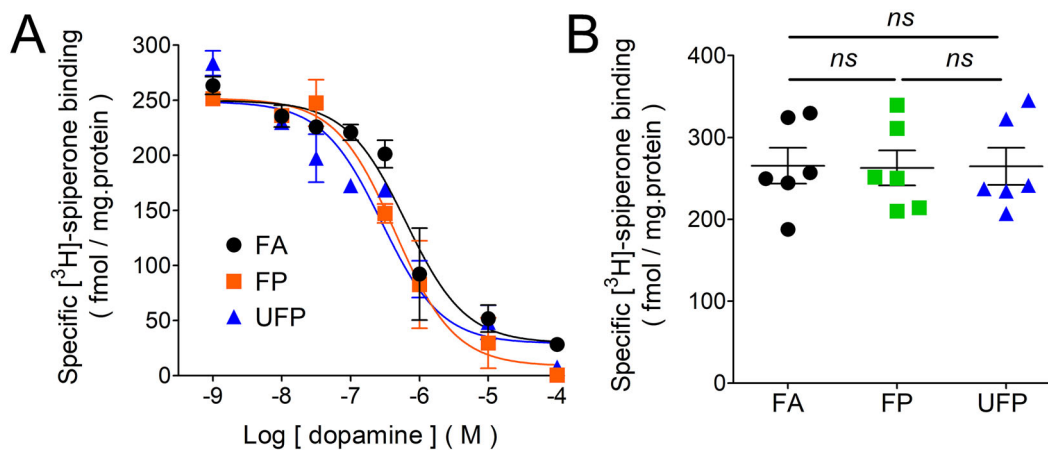 A
Specific [³H]-spiperone binding
( fmol / mg.protein )
300
250
200
150
100
50
0
FA
FP
UFP
-9 -8 -7 -6 -5 -4
Log [ dopamine ] ( M )
B
Specific [³H]-spiperone binding
( fmol / mg.protein )
400
300
200
100
0
ns
ns ns
FA FP UFP